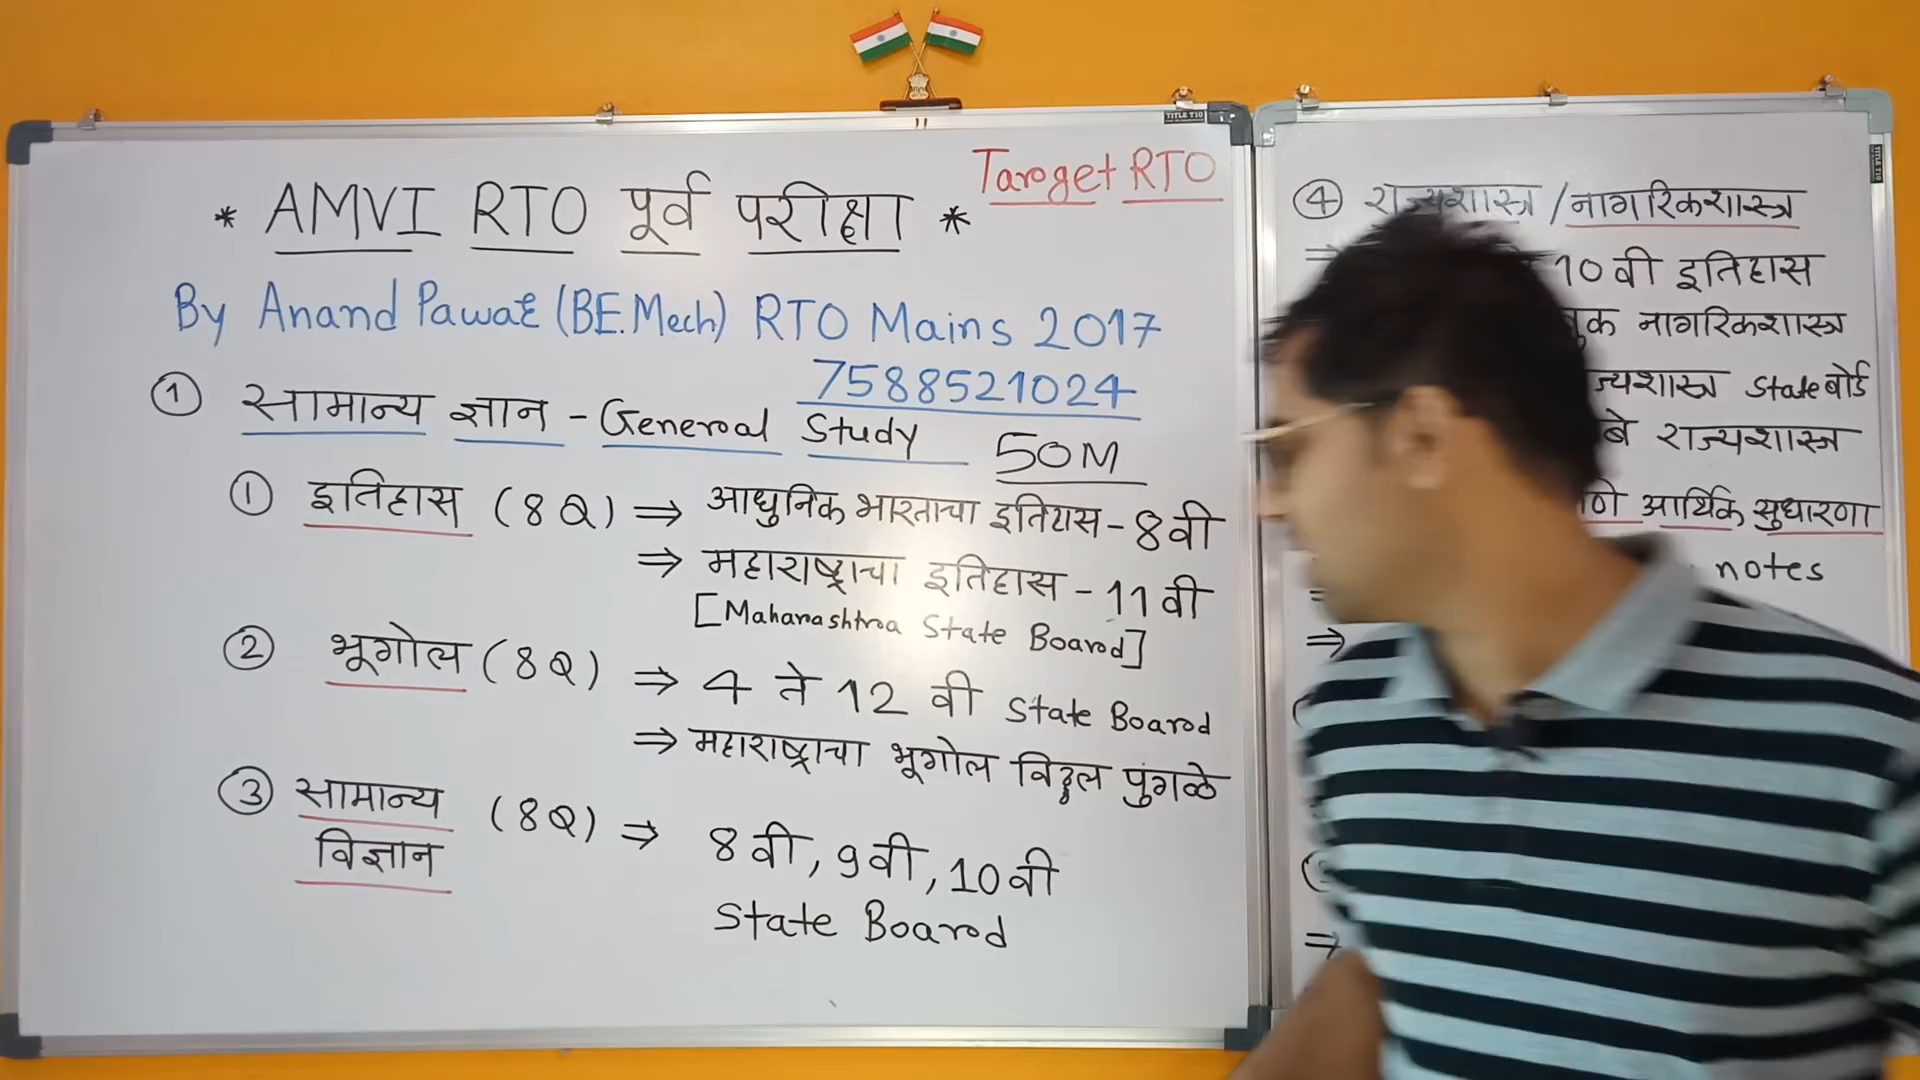 Target RTO
* AMVI RTO पूर्व परीक्षा *
By Anand Pawar (BE.Mech) RTO Mains 2017
7588521024
① सामान्य ज्ञान - General Study 50M
① इतिहास (8Q) ⇒ आधुनिक भारताचा इतिहास - 8वी
⇒ महाराष्ट्राचा इतिहास - 11वी
[Maharashtra State Board]
② भूगोल (8Q) ⇒ 4 ते 12 वी State Board
⇒ महाराष्ट्राचा भूगोल विठ्ठल पुंगळे
③ सामान्य विज्ञान (8Q) ⇒ 8वी, 9वी, 10वी
State Board
④ राज्यशास्त्र / नागरिकशास्त्र
10वी इतिहास
नागरिकशास्त्र
State बोर्ड
राज्यशास्त्र
आर्थिक सुधारणा
notes
⇒
⇒
TITLE T10